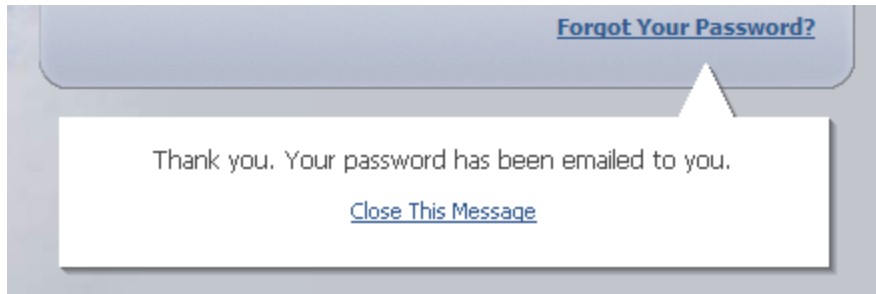 Forgot Your Password?
Thank you. Your password has been emailed to you.
Close This Message